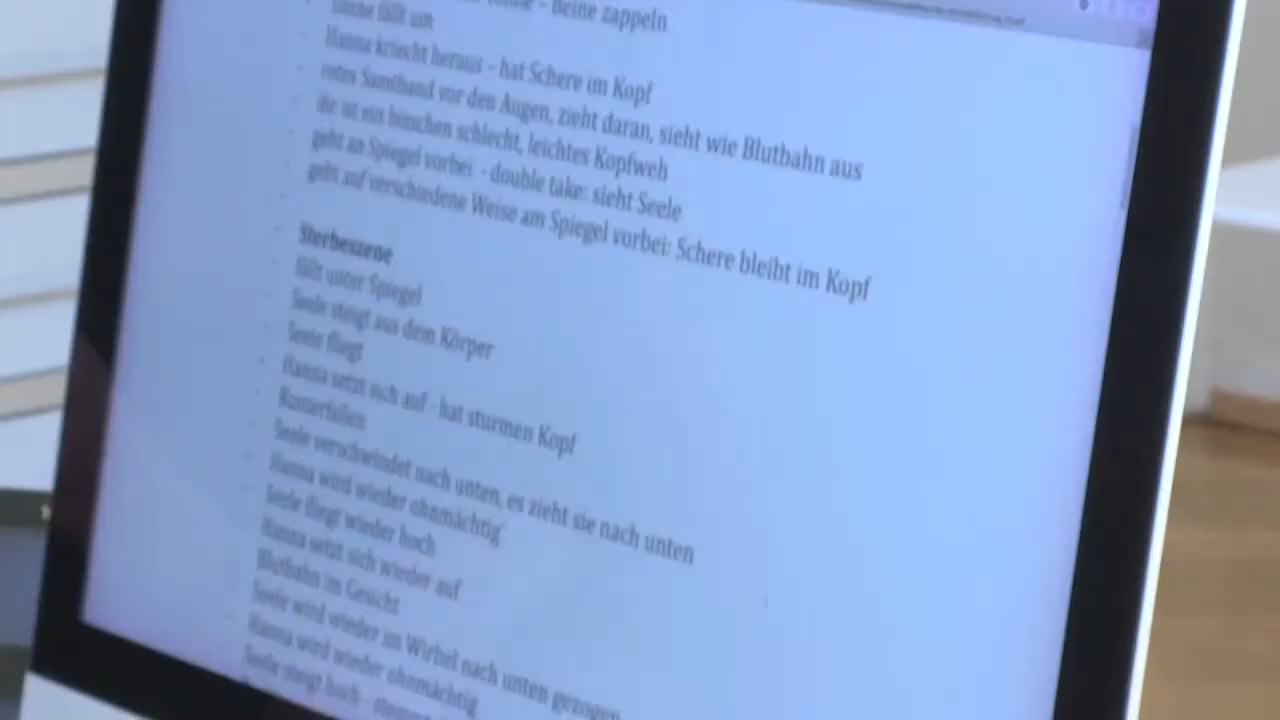 - Beine zappeln
fällt um
Hanna kriecht heraus - hat Schere im Kopf
rotes Samtband vor den Augen, zieht daran, sieht wie Blutbahn aus
ihr ist ein bisschen schlecht, leichtes Kopfweh
geht an Spiegel vorbei - double take: sieht Seele
geht auf verschiedene Weise am Spiegel vorbei: Schere bleibt im Kopf
Sterbeszene
fällt unter Spiegel
Seele steigt aus dem Körper
Seele fliegt
Hanna setzt sich auf - hat sturmen Kopf
Seele verschwindet nach unten, es zieht sie nach unten
Hanna wird wieder ohnmächtig
Seele fliegt wieder hoch
Hanna setzt sich wieder auf
Blutbahn im Gesicht
Seele wird wieder im Wirbel nach unten gezogen
Hanna wird wieder ohnmächtig
Seele steigt hoch -